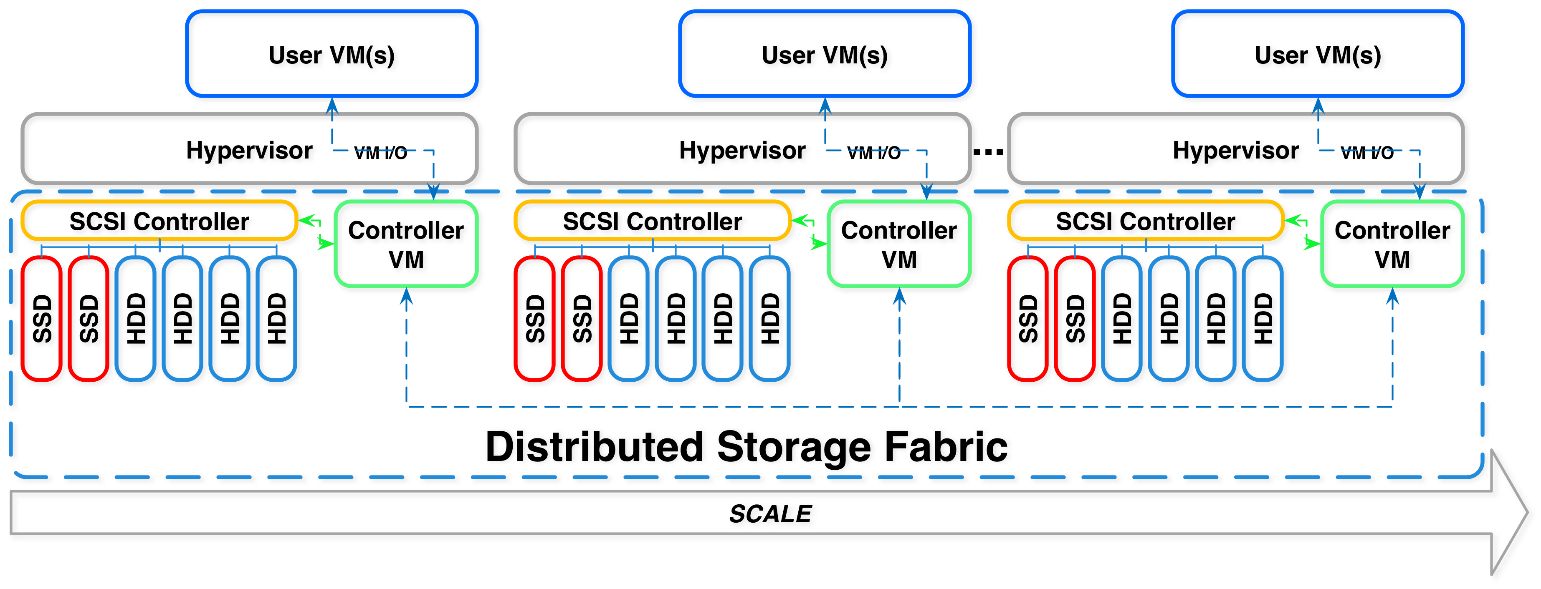 User VM(s)
User VM(s)
User VM(s)
Hypervisor
VM I/O
Hypervisor
VM I/O
...
Hypervisor
VM I/O
SCSI Controller
Controller
VM
SCSI Controller
Controller
VM
SCSI Controller
Controller
VM
SSD
SSD
HDD
HDD
HDD
HDD
SSD
SSD
HDD
HDD
HDD
HDD
SSD
SSD
HDD
HDD
HDD
HDD
Distributed Storage Fabric
SCALE